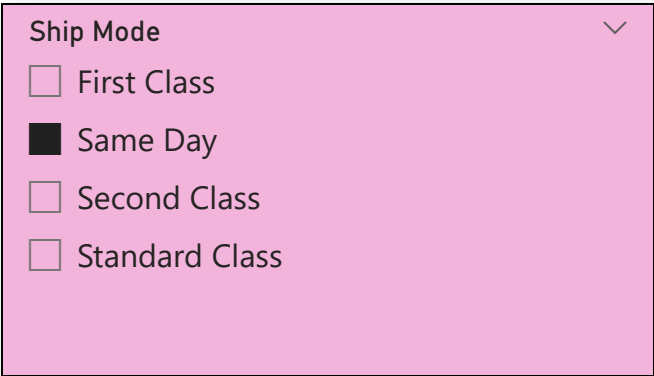 Ship Mode
First Class
Same Day
Second Class
Standard Class